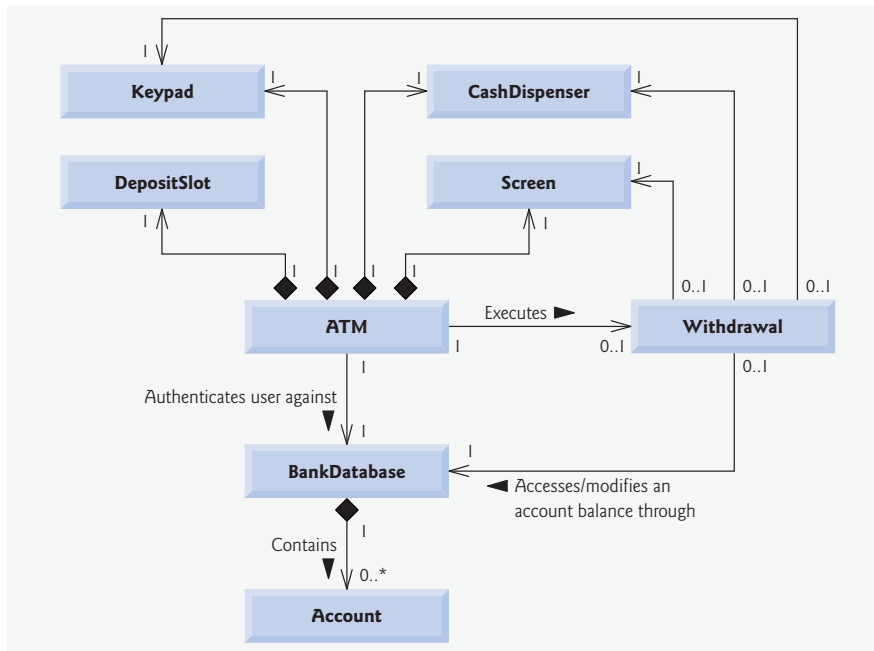 1
1
1
1
Keypad
CashDispenser
DepositSlot
Screen
1
1
1
1
1
1
1
0..1
0..1
0..1
ATM
Executes
Withdrawal
1
0..1
1
0..1
Authenticates user against
1
1
BankDatabase
Accesses/modifies an
account balance through
1
Contains
0..*
Account